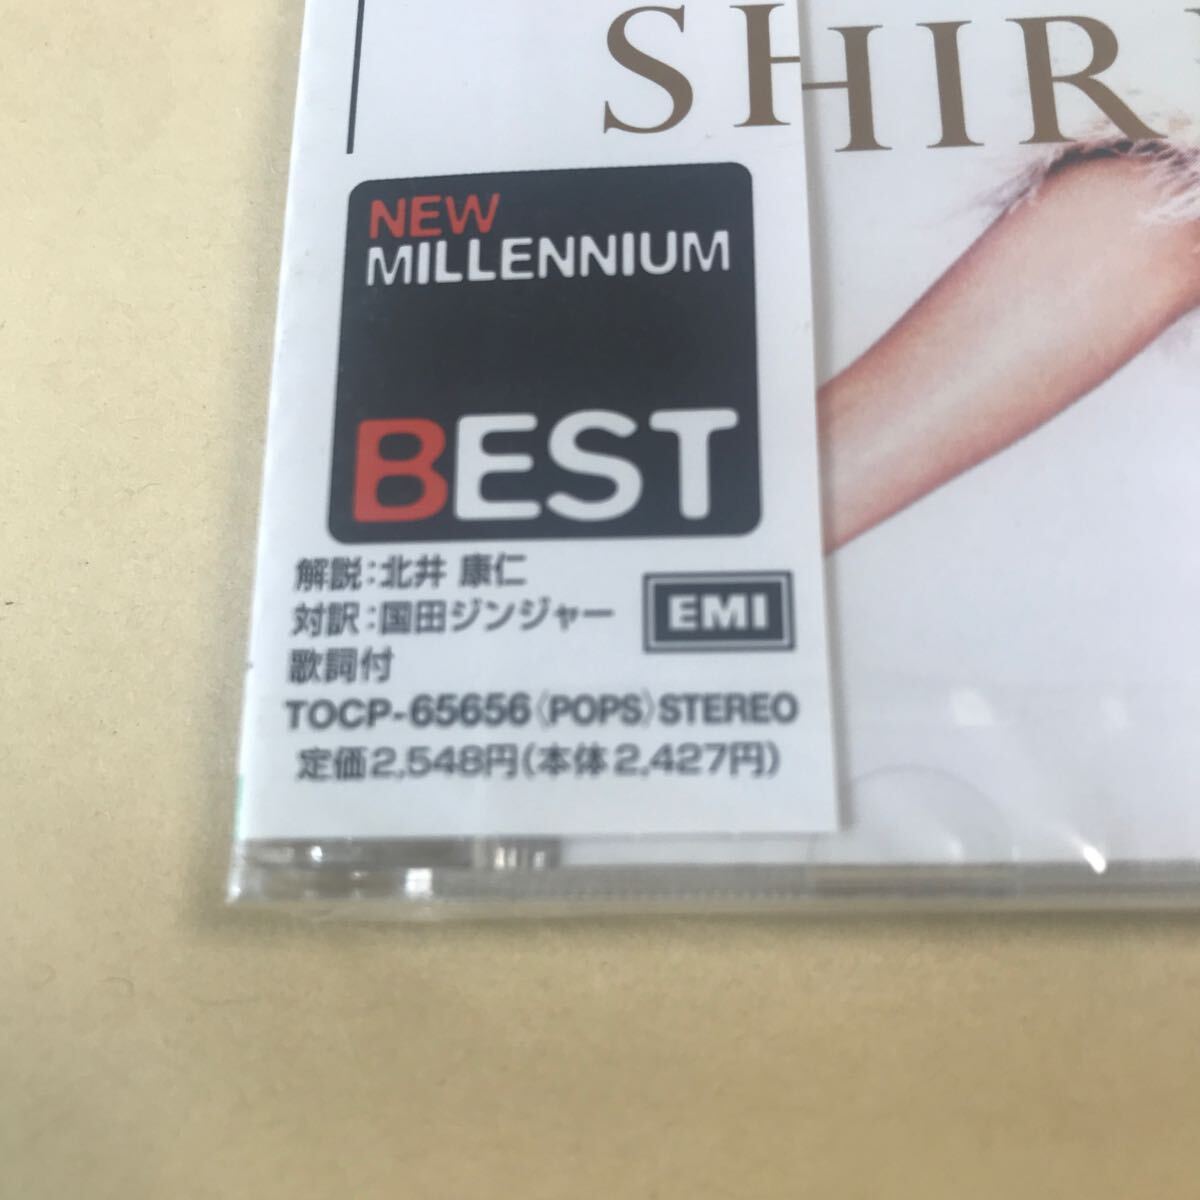 SHIR
NEW
MILLENNIUM
BEST
解説:北井 康仁
対訳:国田ジンジャー
歌詞付
EMI
TOCP-65656〈POPS〉STEREO
定価2,548円(本体2,427円)